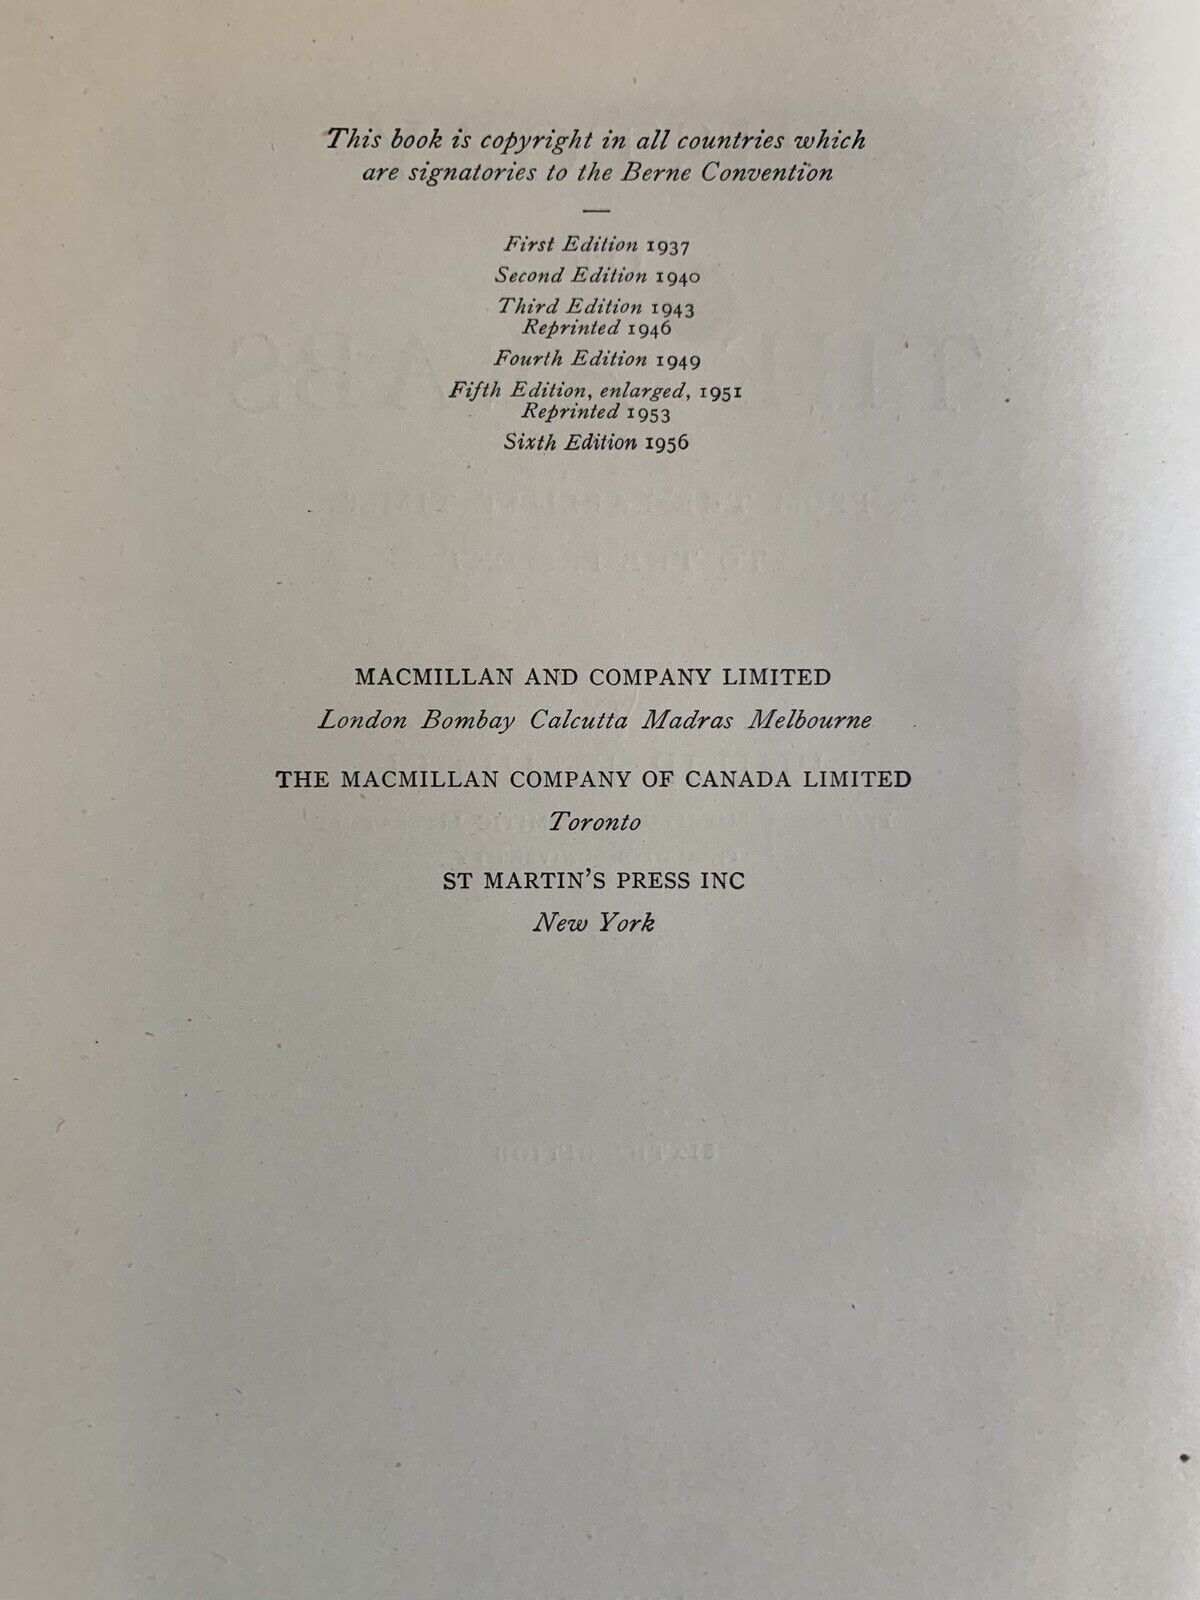 This book is copyright in all countries which
are signatories to the Berne Convention
First Edition 1937
Second Edition 1940
Third Edition 1943
Reprinted 1946
Fourth Edition 1949
Fifth Edition, enlarged, 1951
Reprinted 1953
Sixth Edition 1956
MACMILLAN AND COMPANY LIMITED
London Bombay Calcutta Madras Melbourne
THE MACMILLAN COMPANY OF CANADA LIMITED
Toronto
ST MARTIN'S PRESS INC
New York